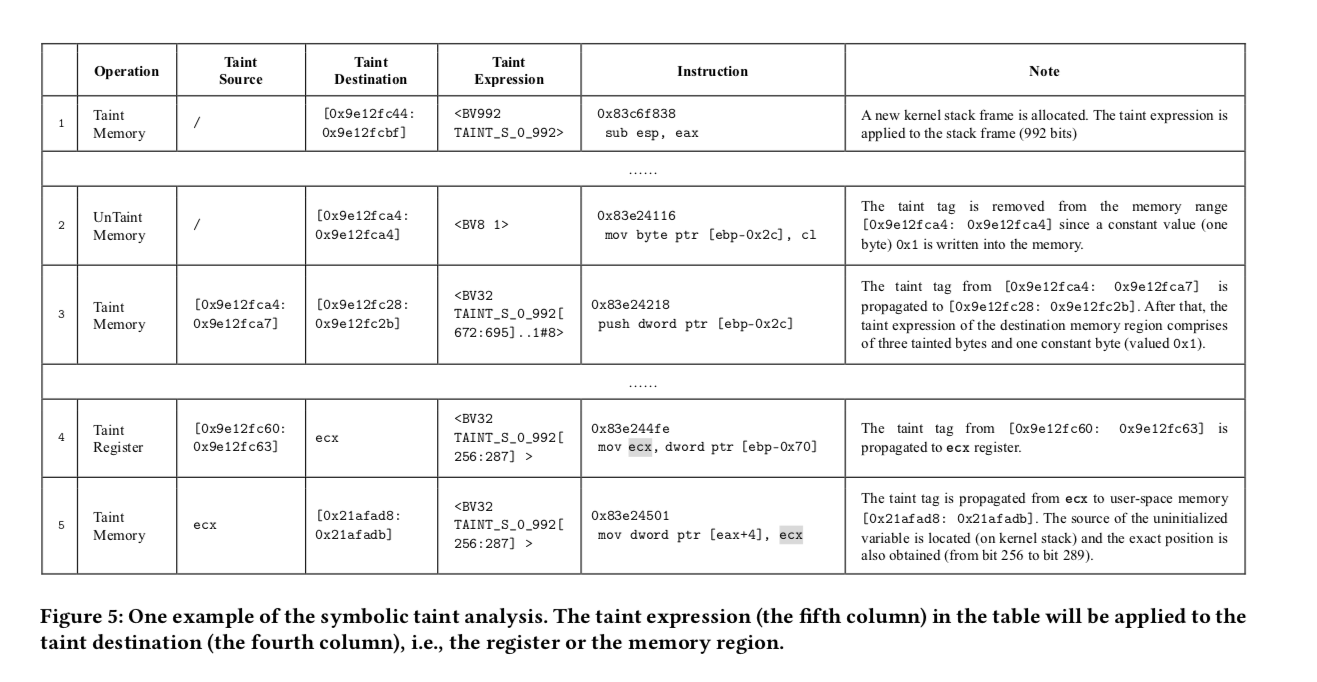 Operation
Taint
Source
Taint
Destination
Taint
Expression
Instruction
Note
1
Taint
Memory
/
[0x9e12fc44:
0x9e12fcbf]
<BV992
TAINT_S_0_992>
0x83c6f838
sub esp, eax
A new kernel stack frame is allocated. The taint expression is
applied to the stack frame (992 bits)
......
2
UnTaint
Memory
/
[0x9e12fca4:
0x9e12fca4]
<BV8 1>
0x83e24116
mov byte ptr [ebp-0x2c], cl
The taint tag is removed from the memory range
[0x9e12fca4: 0x9e12fca4] since a constant value (one
byte) 0x1 is written into the memory.
3
Taint
Memory
[0x9e12fca4:
0x9e12fca7]
[0x9e12fc28:
0x9e12fc2b]
<BV32
TAINT_S_0_992[
672:695]..1#8>
0x83e24218
push dword ptr [ebp-0x2c]
The taint tag from [0x9e12fca4: 0x9e12fca7] is
propagated to [0x9e12fc28: 0x9e12fc2b]. After that, the
taint expression of the destination memory region comprises
of three tainted bytes and one constant byte (valued 0x1).
......
4
Taint
Register
[0x9e12fc60:
0x9e12fc63]
ecx
<BV32
TAINT_S_0_992[
256:287] >
0x83e244fe
mov ecx, dword ptr [ebp-0x70]
The taint tag from [0x9e12fc60: 0x9e12fc63] is
propagated to ecx register.
5
Taint
Memory
ecx
[0x21afad8:
0x21afadb]
<BV32
TAINT_S_0_992[
256:287] >
0x83e24501
mov dword ptr [eax+4], ecx
The taint tag is propagated from ecx to user-space memory
[0x21afad8: 0x21afadb]. The source of the uninitialized
variable is located (on kernel stack) and the exact position is
also obtained (from bit 256 to bit 289).
Figure 5: One example of the symbolic taint analysis. The taint expression (the fifth column) in the table will be applied to the
taint destination (the fourth column), i.e., the register or the memory region.